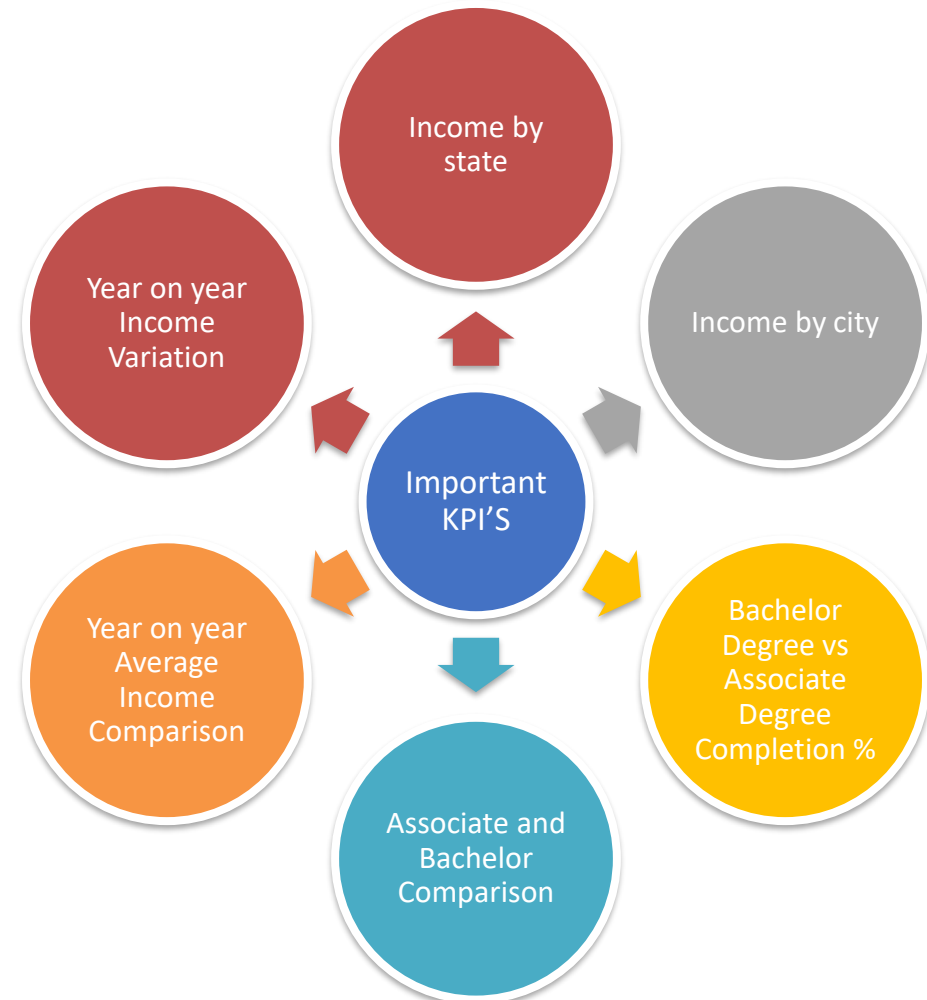 Income by
state
Year on year
Income
Variation
Income by city
Important
KPI’S
Year on year
Average
Income
Comparison
Bachelor
Degree vs
Associate
Degree
Completion %
Associate and
Bachelor
Comparison